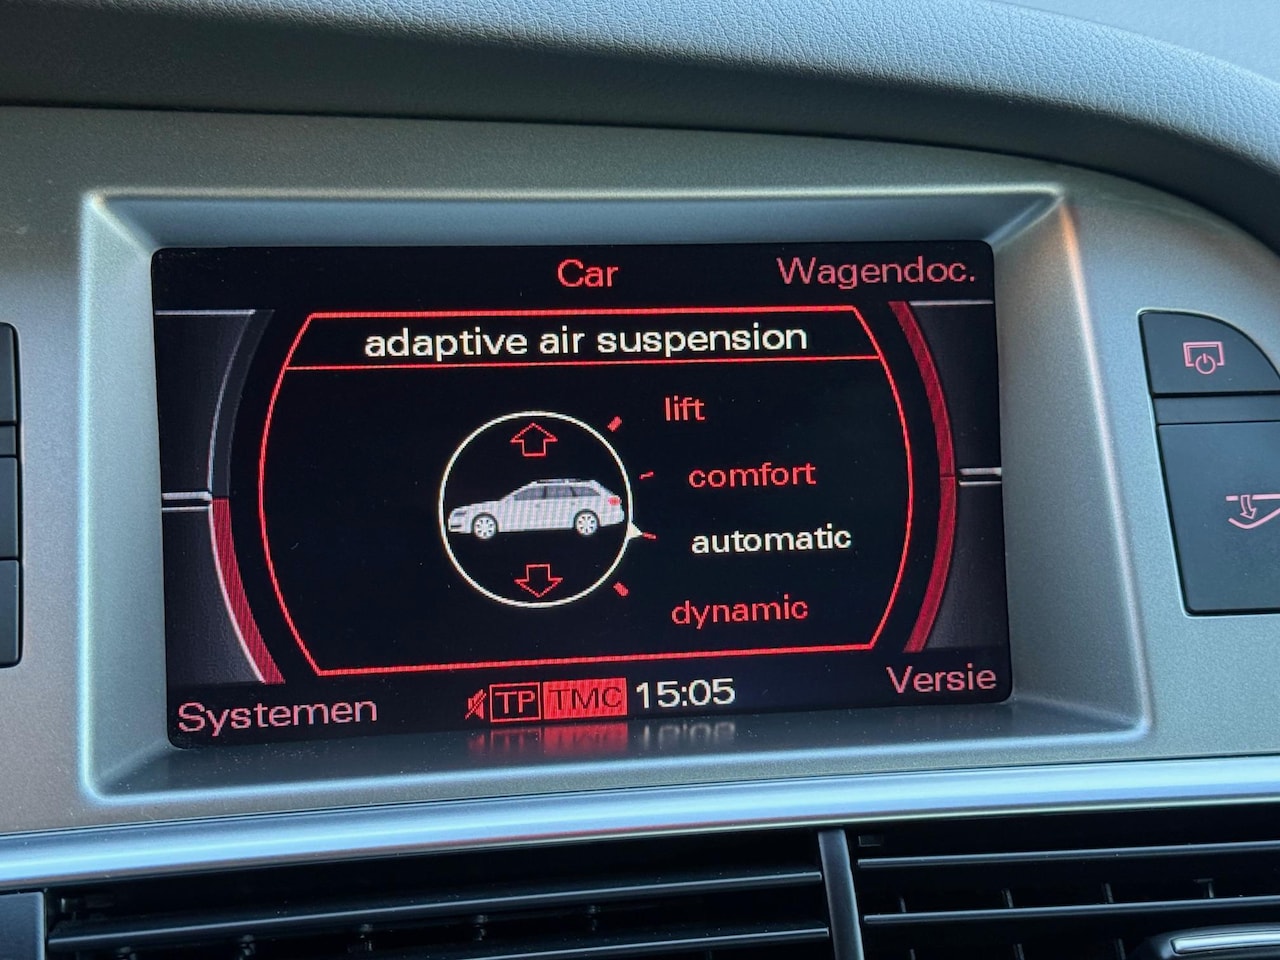 Car
Wagendoc.
adaptive air suspension
lift
comfort
automatic
dynamic
Systemen
TP TMC 15:05
Versie